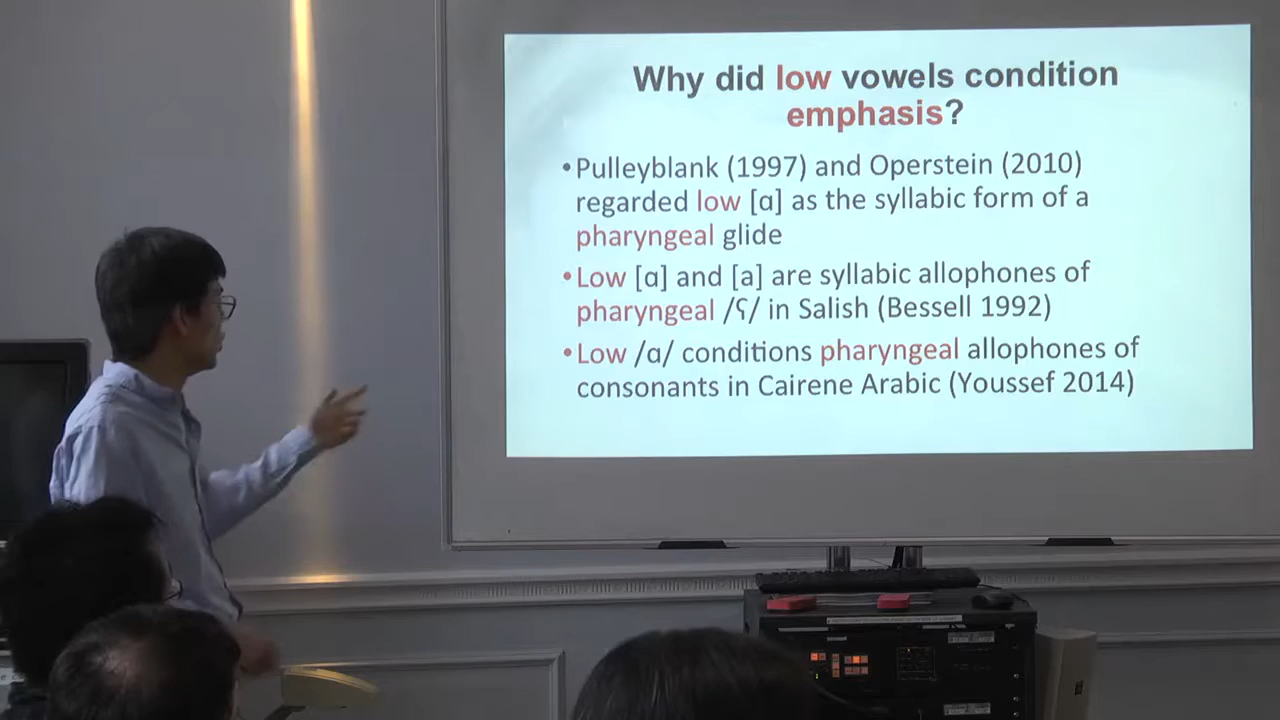 Why did low vowels condition
emphasis?
•Pulleyblank (1997) and Operstein (2010)
regarded low [ɑ] as the syllabic form of a
pharyngeal glide
•Low [ɑ] and [a] are syllabic allophones of
pharyngeal /ʕ/ in Salish (Bessell 1992)
•Low /ɑ/ conditions pharyngeal allophones of
consonants in Cairene Arabic (Youssef 2014)